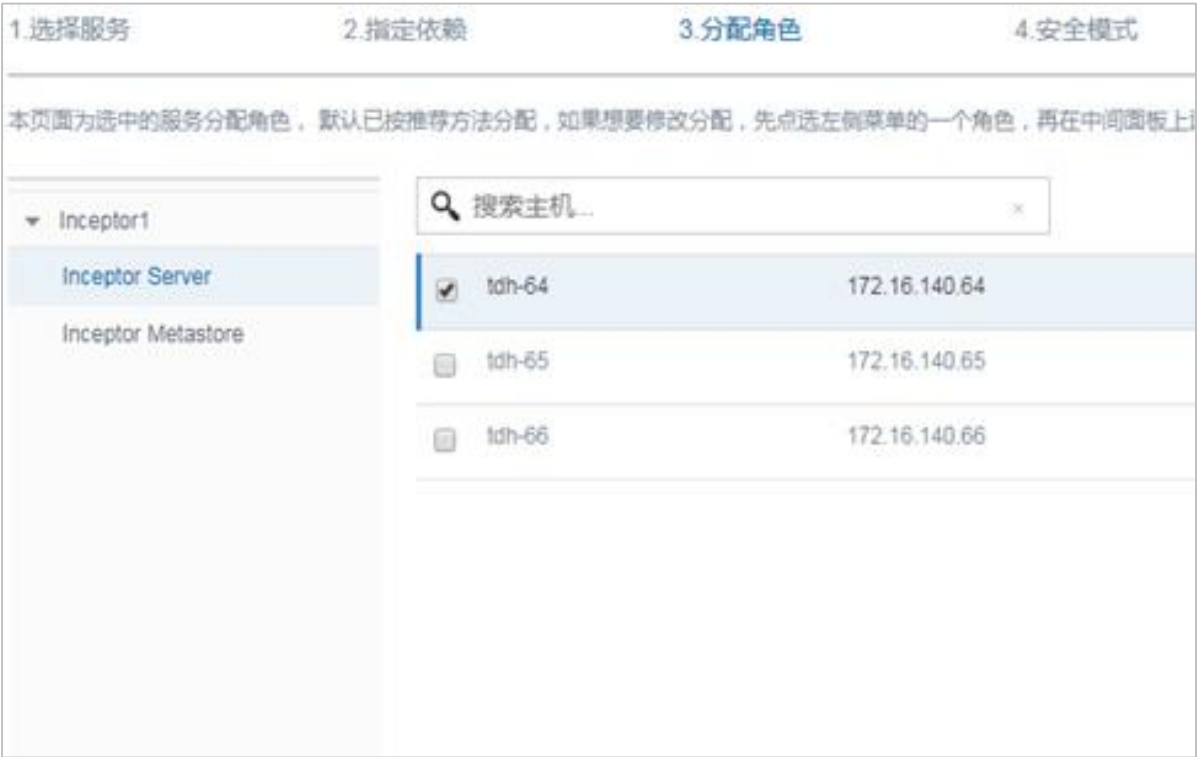 1.选择服务 2.指定依赖 3.分配角色 4.安全模式
本页面为选中的服务分配角色，默认已按推荐方法分配，如果想要修改分配，先点选左侧菜单的一个角色，再在中间面板上
Inceptor1
Inceptor Server
Inceptor Metastore
搜索主机... ×
tdh-64 172.16.140.64
tdh-65 172.16.140.65
tdh-66 172.16.140.66